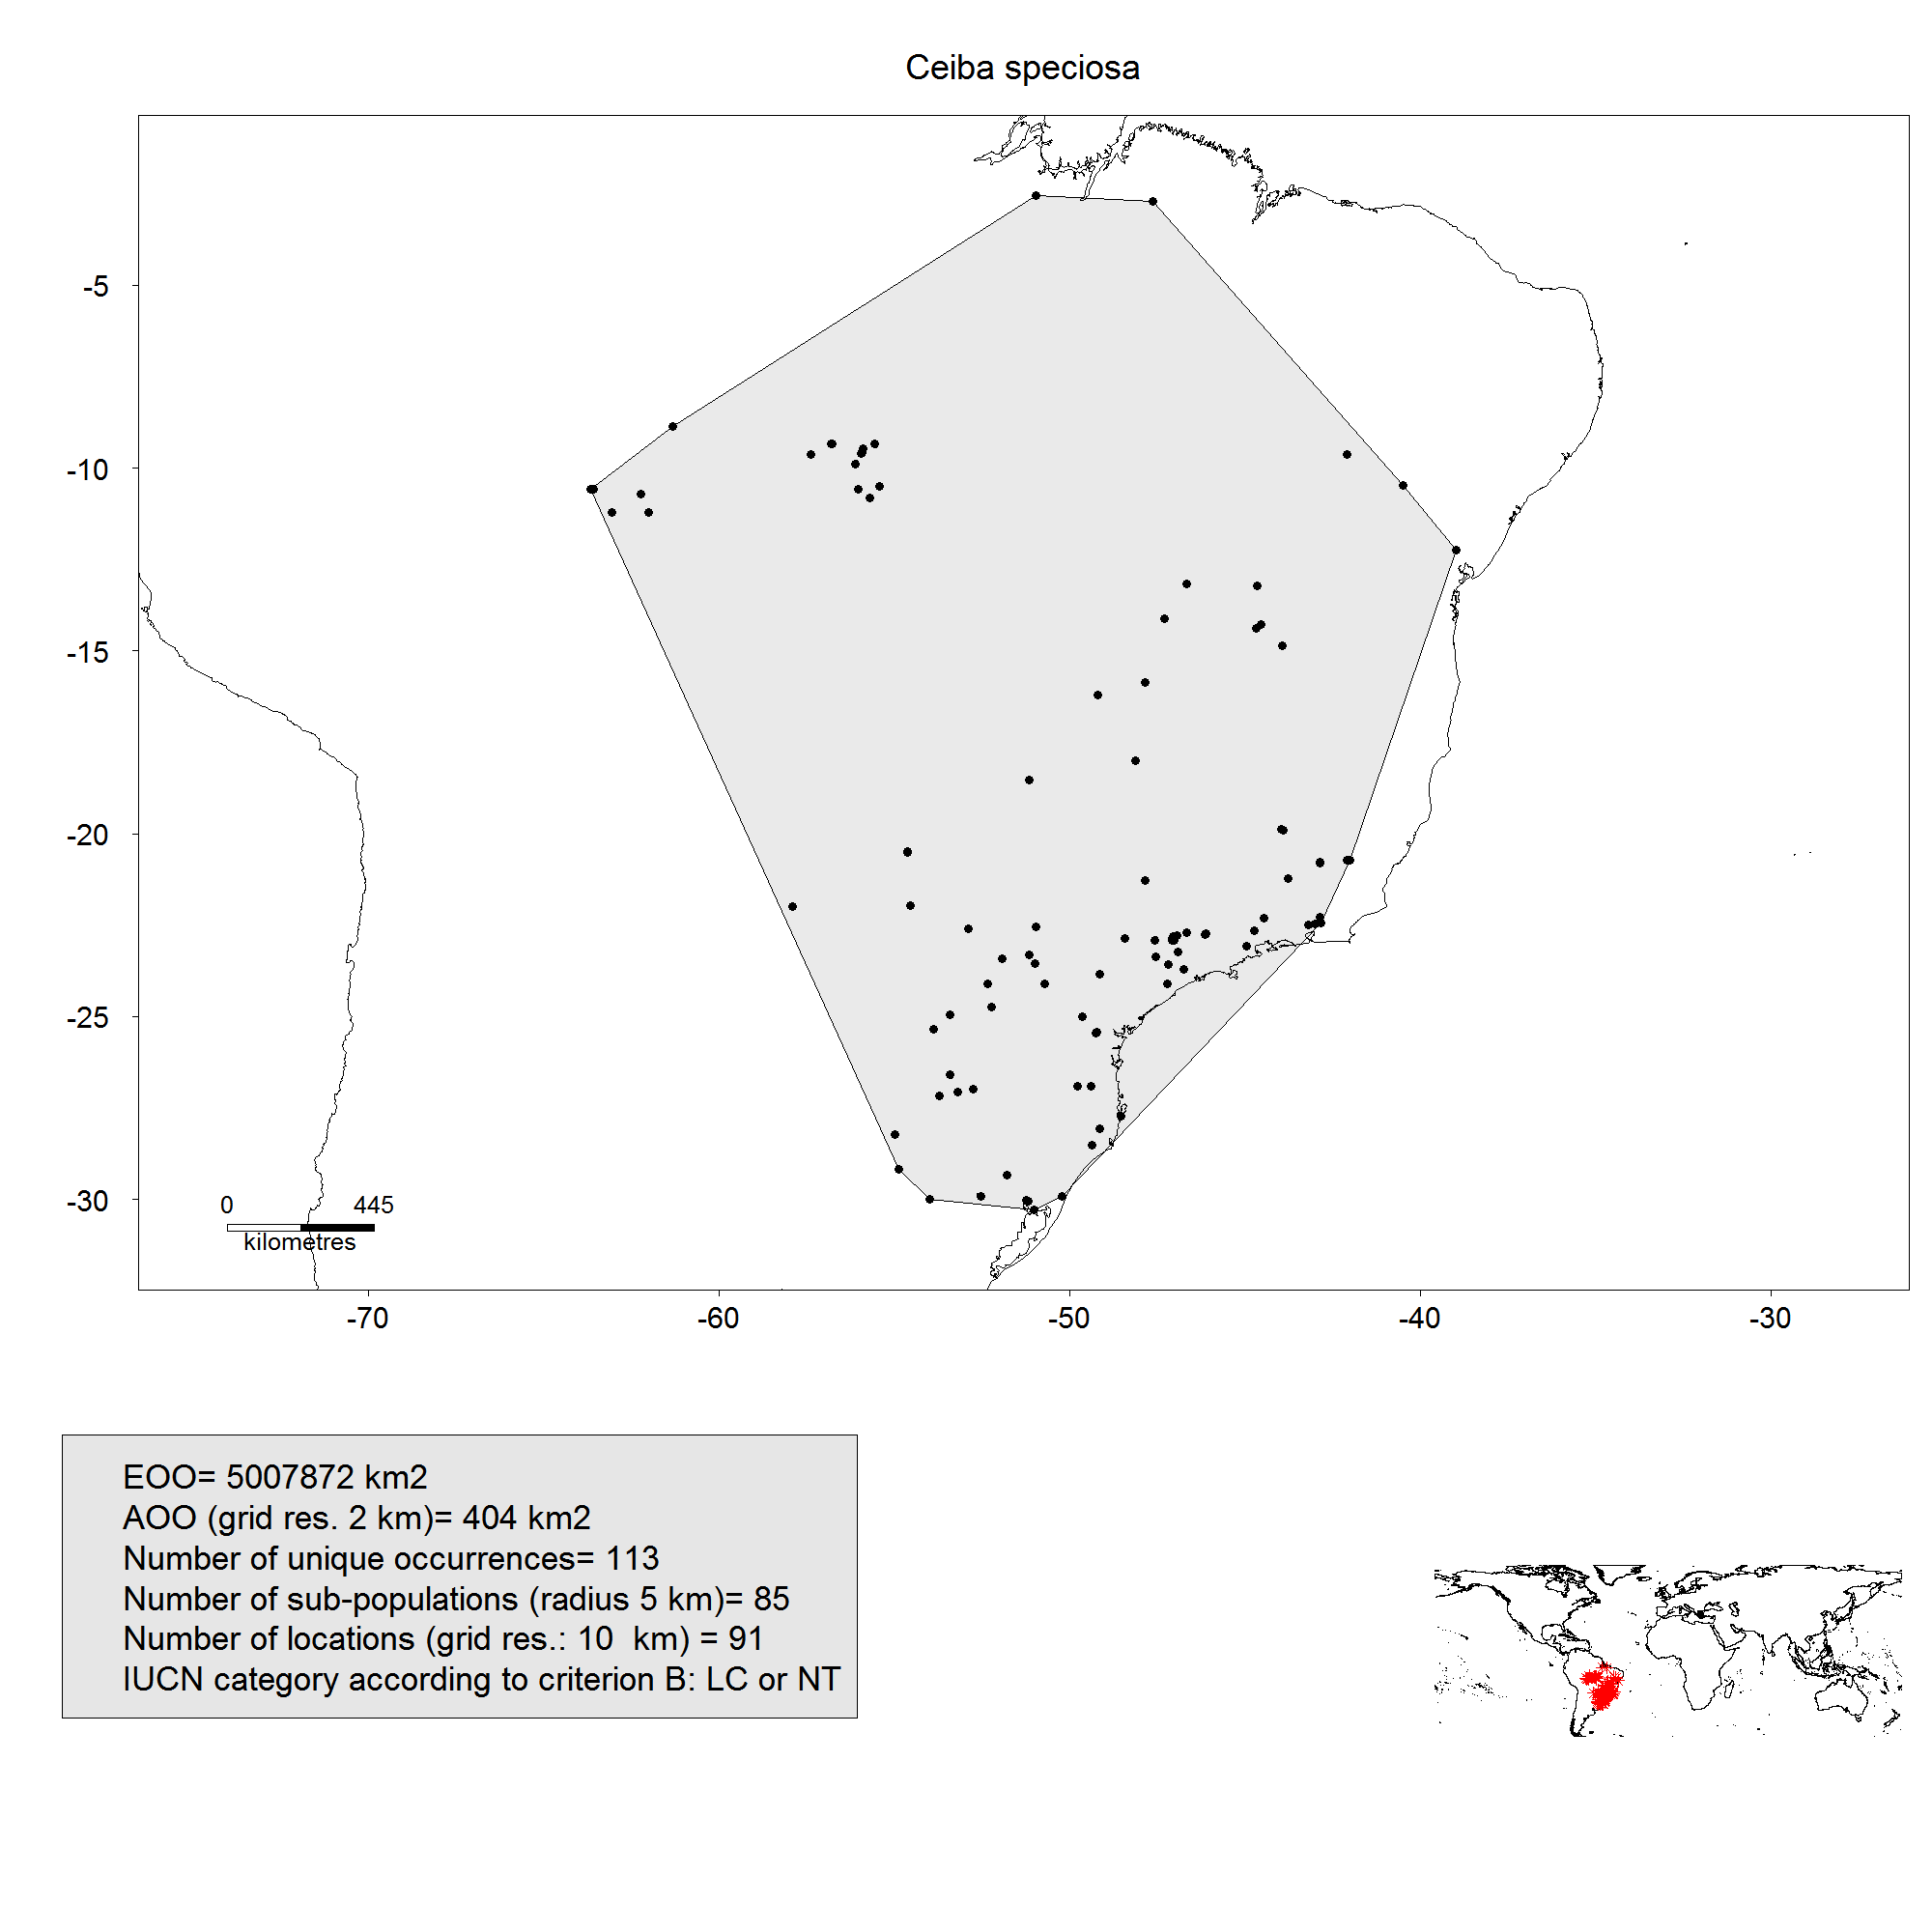 Ceiba speciosa
-5
-10
-15
-20
-25
-30
0 445
kilometres
-70 -60 -50 -40 -30
EOO= 5007872 km2
AOO (grid res. 2 km)= 404 km2
Number of unique occurrences= 113
Number of sub-populations (radius 5 km)= 85
Number of locations (grid res.: 10  km) = 91
IUCN category according to criterion B: LC or NT